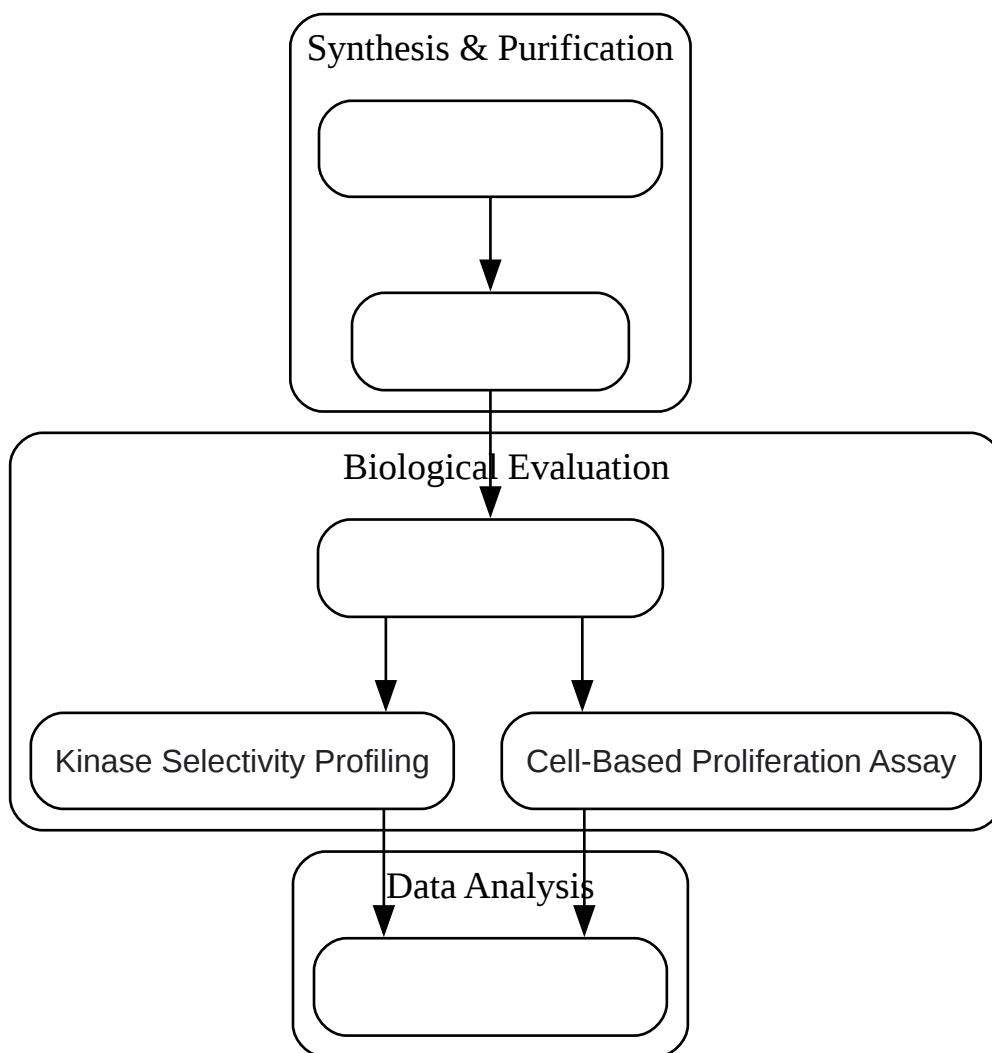 Synthesis & Purification
Biological Evaluation
Kinase Selectivity Profiling
Cell-Based Proliferation Assay
Data Analysis